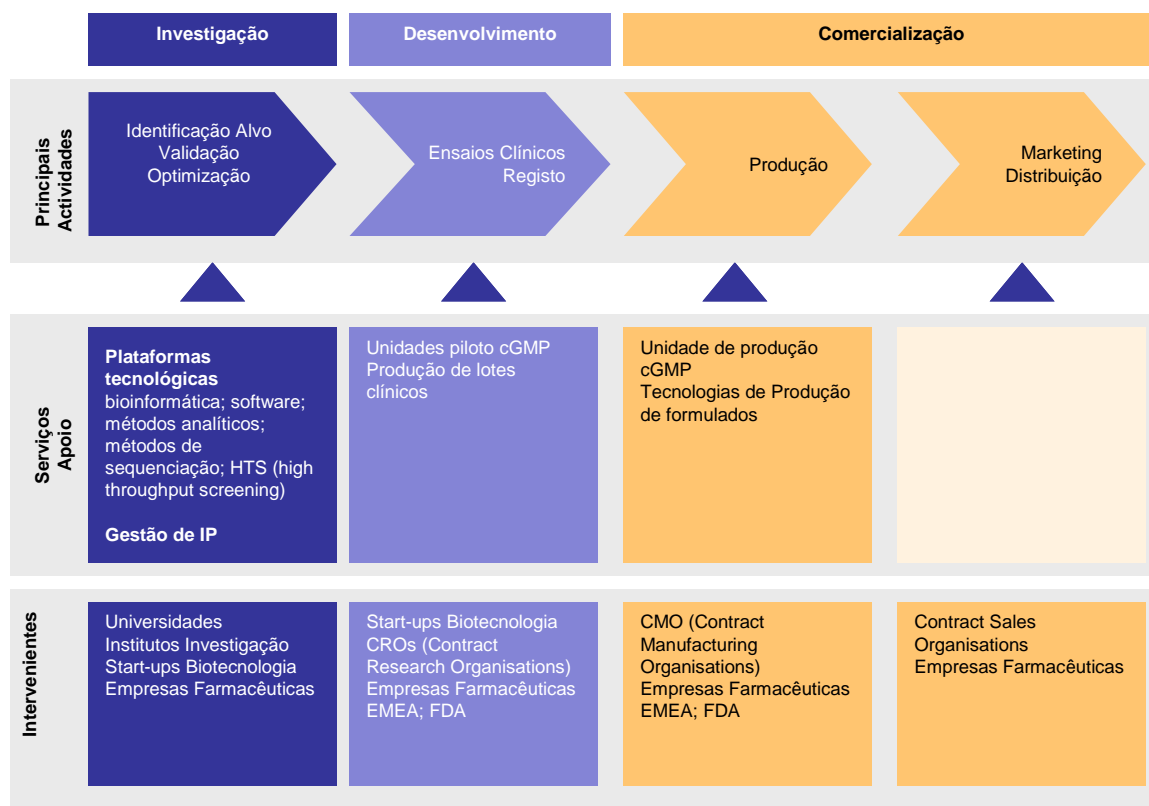 Investigação
Desenvolvimento
Comercialização
Principais
Actividades
Identificação Alvo
Validação
Optimização
Ensaios Clínicos
Registo
Produção
Marketing
Distribuição
Serviços
Apoio
Plataformas
tecnológicas
bioinformática; software;
métodos analíticos;
métodos de
sequenciação; HTS (high
throughput screening)
Gestão de IP
Unidades piloto cGMP
Produção de lotes
clínicos
Unidade de produção
cGMP
Tecnologias de Produção
de formulados
Intervenientes
Universidades
Institutos Investigação
Start-ups Biotecnologia
Empresas Farmacêuticas
Start-ups Biotecnologia
CROs (Contract
Research Organisations)
Empresas Farmacêuticas
EMEA; FDA
CMO (Contract
Manufacturing
Organisations)
Empresas Farmacêuticas
EMEA; FDA
Contract Sales
Organisations
Empresas Farmacêuticas